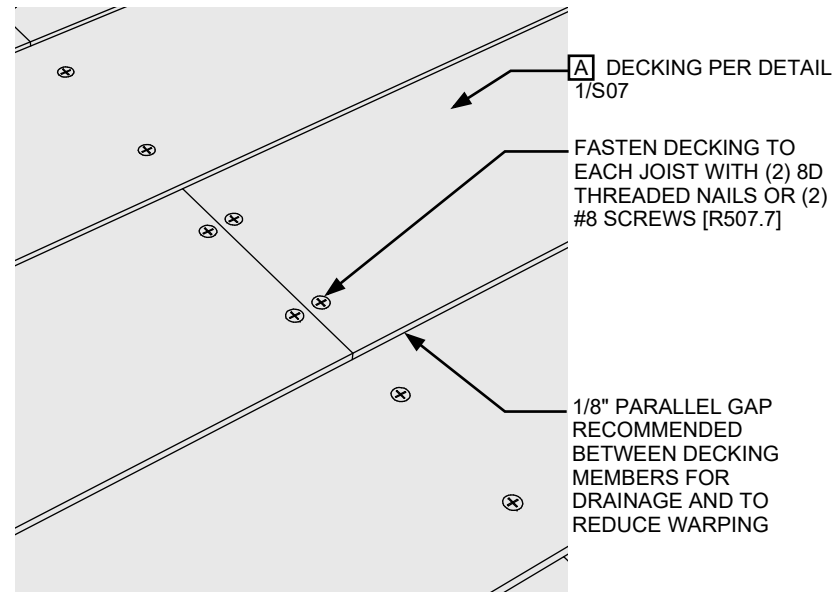 A DECKING PER DETAIL
1/S07
FASTEN DECKING TO
EACH JOIST WITH (2) 8D
THREADED NAILS OR (2)
#8 SCREWS [R507.7]
1/8" PARALLEL GAP
RECOMMENDED
BETWEEN DECKING
MEMBERS FOR
DRAINAGE AND TO
REDUCE WARPING